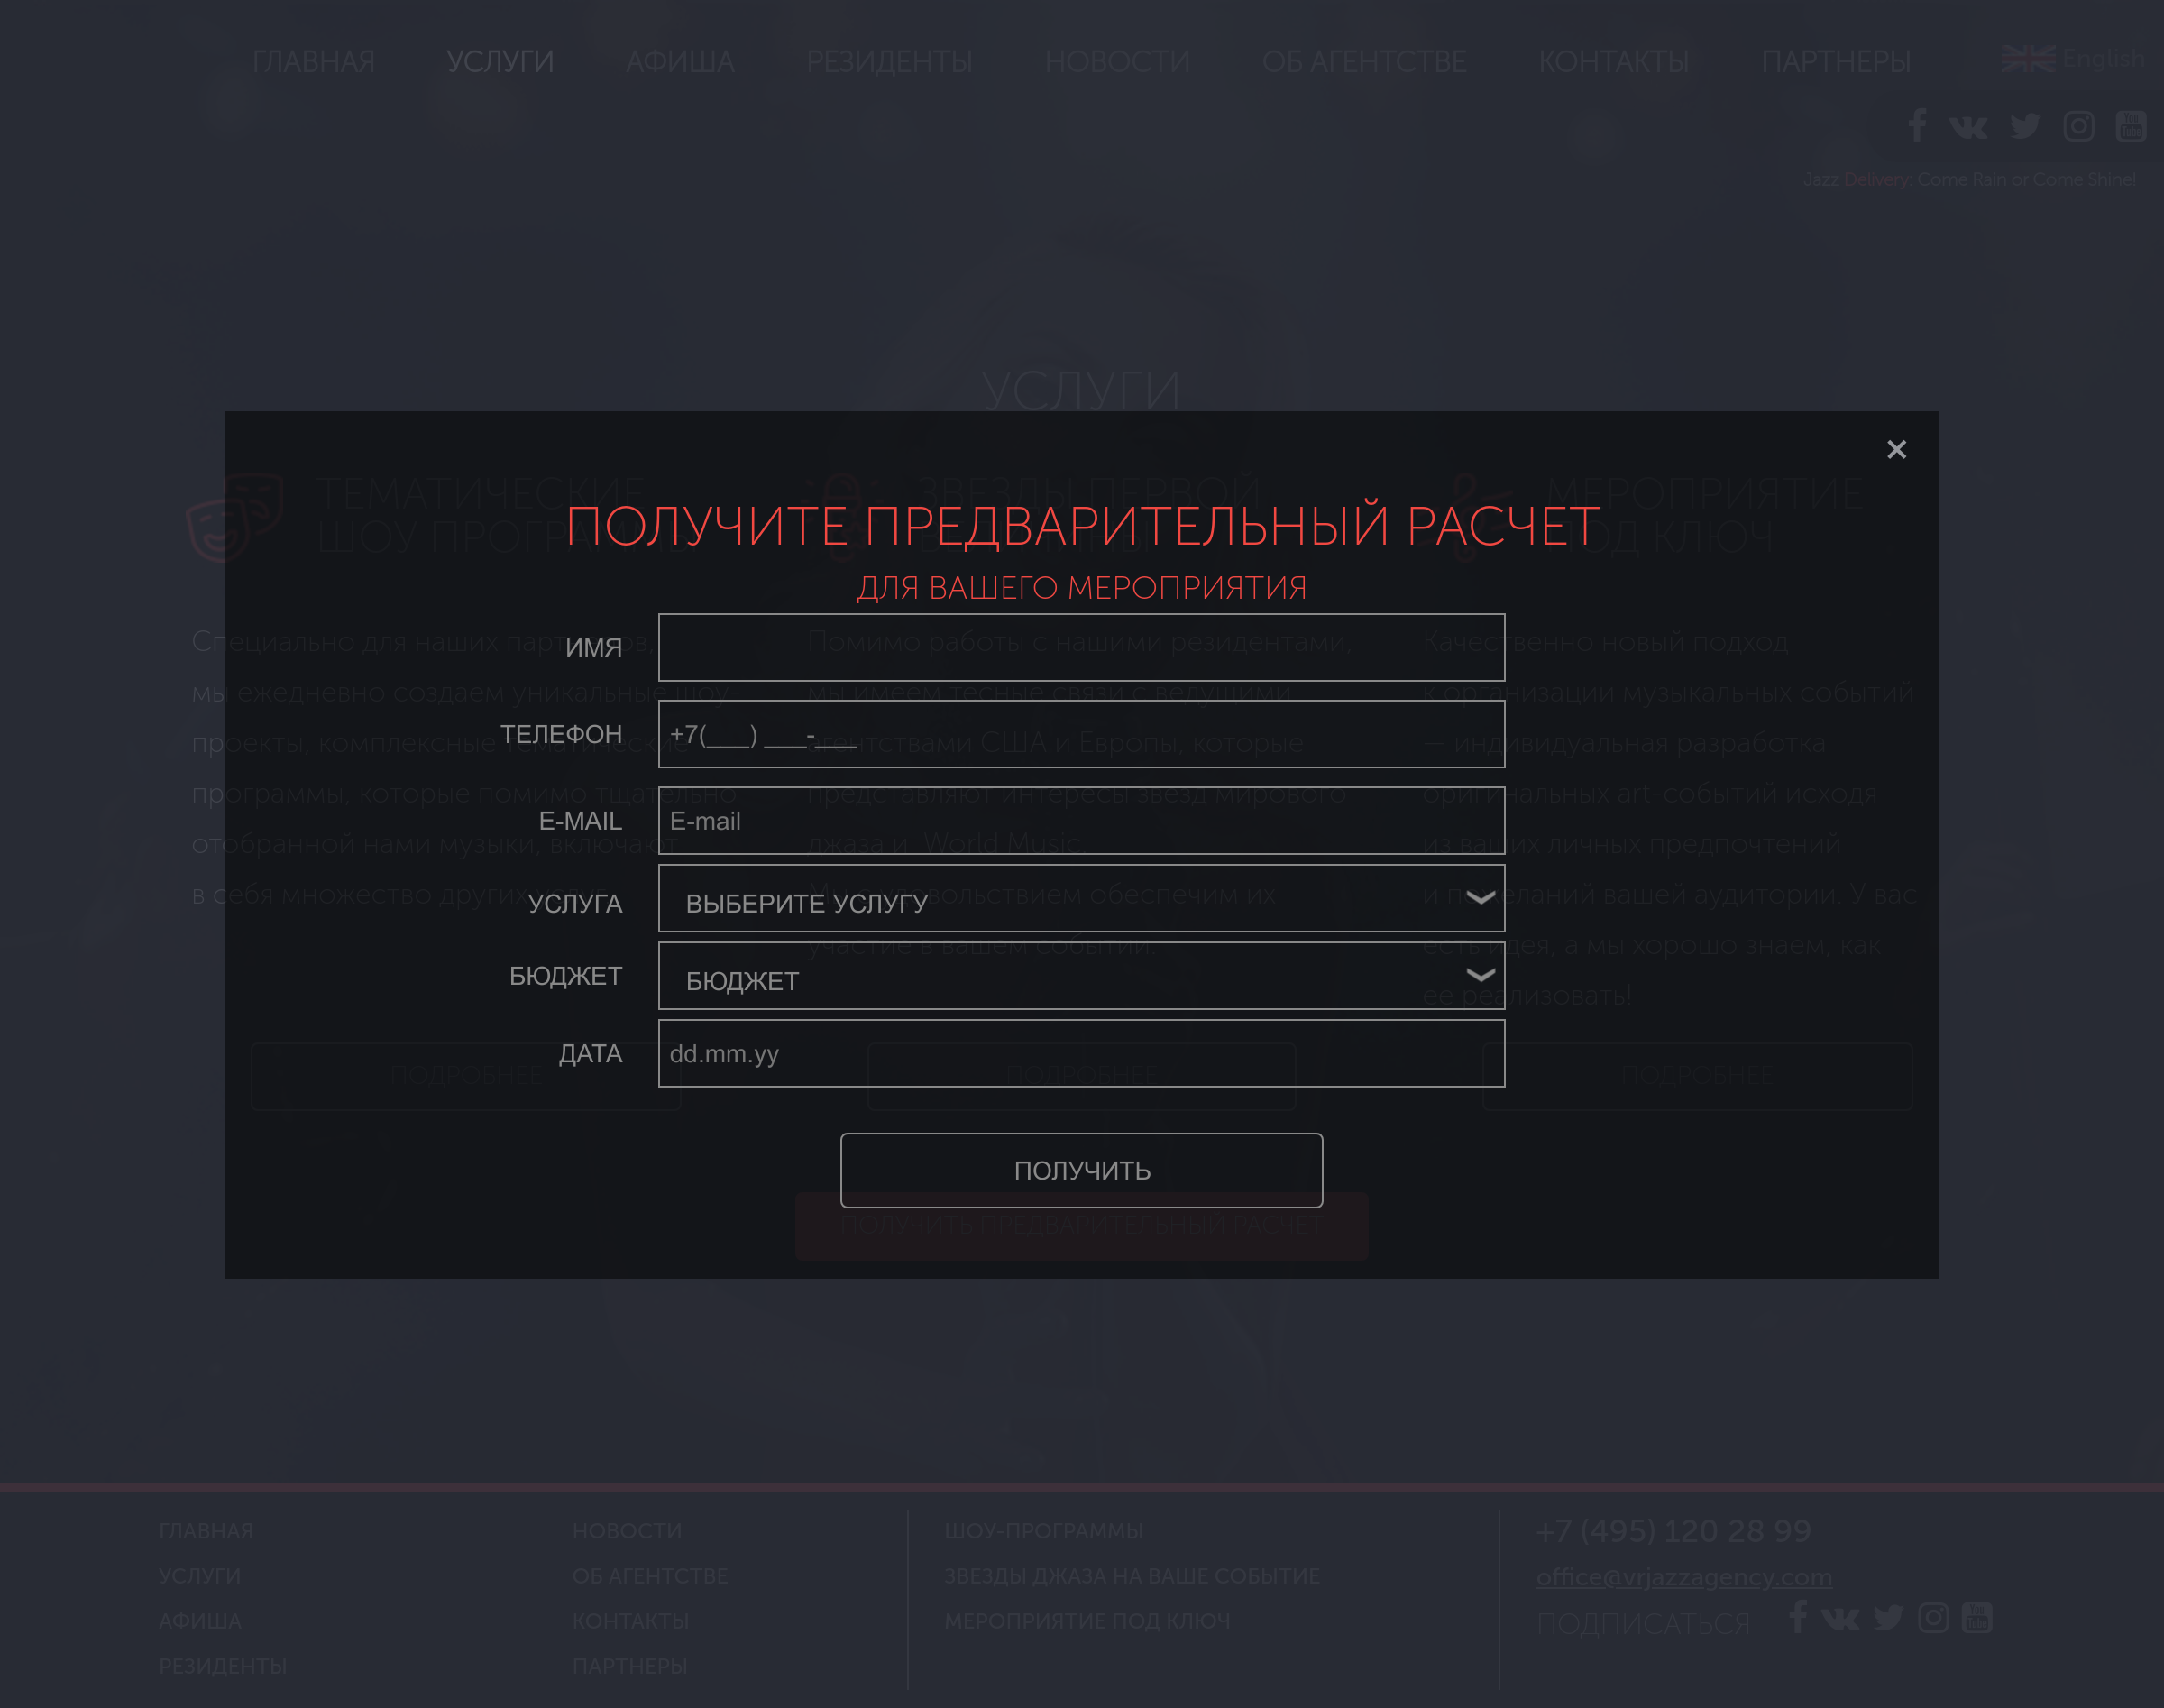 ГЛАВНАЯ УСЛУГИ АФИША РЕЗИДЕНТЫ НОВОСТИ ОБ АГЕНТСТВЕ КОНТАКТЫ ПАРТНЕРЫ English
Jazz Delivery: Come Rain or Come Shine!
УСЛУГИ
×
ПОЛУЧИТЕ ПРЕДВАРИТЕЛЬНЫЙ РАСЧЕТ
ДЛЯ ВАШЕГО МЕРОПРИЯТИЯ
ИМЯ
ТЕЛЕФОН +7(___) ___-____
E-MAIL E-mail
УСЛУГА ВЫБЕРИТЕ УСЛУГУ
БЮДЖЕТ БЮДЖЕТ
ДАТА dd.mm.yy
ПОЛУЧИТЬ
ТЕМАТИЧЕСКИЕ
ШОУ ПРОГРАММЫ
Специально для наших партнеров,
мы ежедневно создаем уникальные шоу-
проекты, комплексные тематические
программы, которые помимо тщательно
отобранной нами музыки, включают
в себя множество других
ПОДРОБНЕЕ
ЗВЕЗДЫ ПЕРВОЙ
Помимо работы с нашими резидентами,
мы имеем тесные связи с ведущими
агентствами США и Европы, которые
представляют интересы звезд мирового
джаза и World Music.
Мы с удовольствием обеспечим их
участие в вашем событии.
ПОДРОБНЕЕ
МЕРОПРИЯТИЕ
ПОД КЛЮЧ
Качественно новый подход
к организации музыкальных событий
— индивидуальная разработка
оригинальных art-событий исходя
из ваших личных предпочтений
и пожеланий вашей аудитории. У вас
есть идея, а мы хорошо знаем, как
ее реализовать!
ПОДРОБНЕЕ
ПОЛУЧИТЬ ПРЕДВАРИТЕЛЬНЫЙ РАСЧЕТ
ГЛАВНАЯ
УСЛУГИ
АФИША
РЕЗИДЕНТЫ
НОВОСТИ
ОБ АГЕНТСТВЕ
КОНТАКТЫ
ПАРТНЕРЫ
ШОУ-ПРОГРАММЫ
ЗВЕЗДЫ ДЖАЗА НА ВАШЕ СОБЫТИЕ
МЕРОПРИЯТИЕ ПОД КЛЮЧ
+7 (495) 120 28 99
office@vrjazzagency.com
ПОДПИСАТЬСЯ